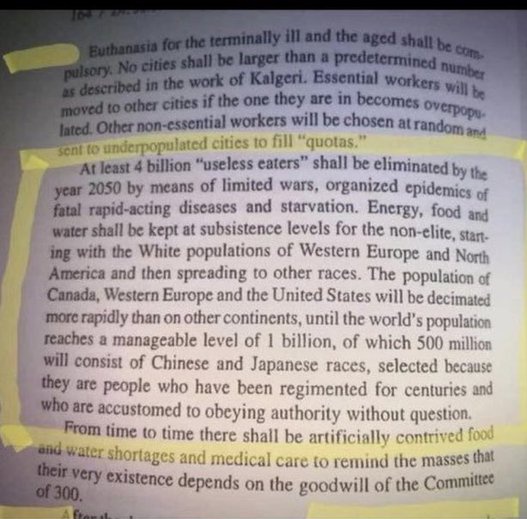 164 /
Euthanasia for the terminally ill and the aged shall be com-
pulsory. No cities shall be larger than a predetermined number
as described in the work of Kalgeri. Essential workers will be
moved to other cities if the one they are in becomes overpopu-
lated. Other non-essential workers will be chosen at random and
sent to underpopulated cities to fill "quotas."
At least 4 billion "useless eaters" shall be eliminated by the
year 2050 by means of limited wars, organized epidemics of
fatal rapid-acting diseases and starvation. Energy, food and
water shall be kept at subsistence levels for the non-elite, start-
ing with the White populations of Western Europe and North
America and then spreading to other races. The population of
Canada, Western Europe and the United States will be decimated
more rapidly than on other continents, until the world's population
reaches a manageable level of 1 billion, of which 500 million
will consist of Chinese and Japanese races, selected because
they are people who have been regimented for centuries and
who are accustomed to obeying authority without question.
From time to time there shall be artificially contrived food
and water shortages and medical care to remind the masses that
their very existence depends on the goodwill of the Committee
of 300.